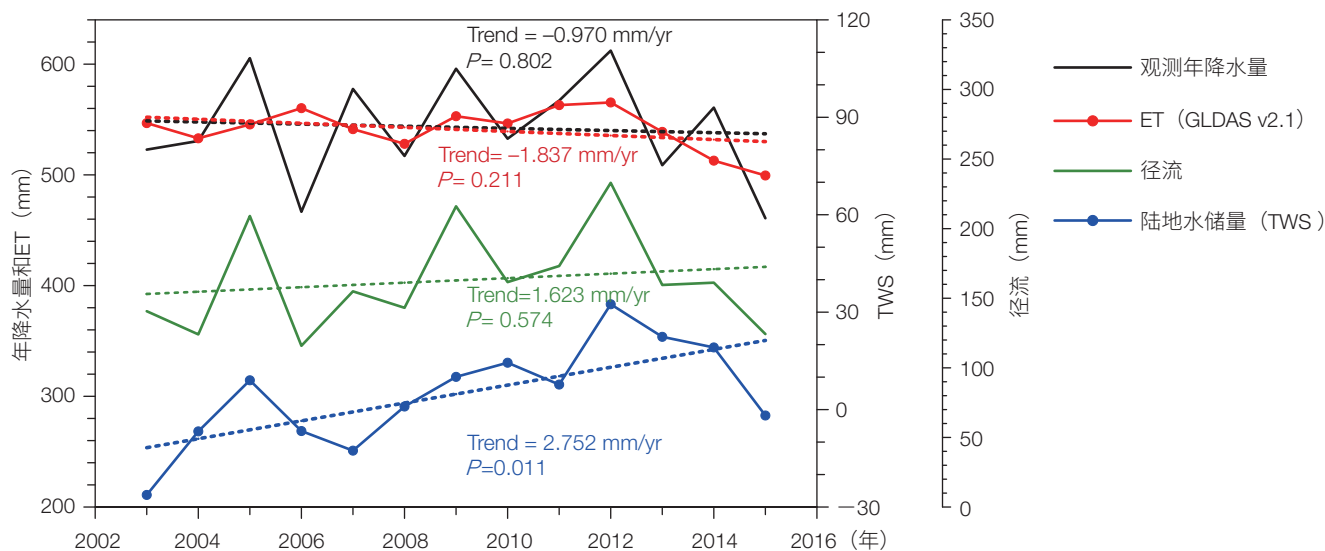 Trend = –0.970 mm/yr
P= 0.802
Trend= –1.837 mm/yr
P= 0.211
Trend=1.623 mm/yr
P= 0.574
Trend = 2.752 mm/yr
P=0.011
年降水量和ET（mm）
600
500
400
300
200
TWS（mm）
120
90
60
30
0
—30
径流（mm）
350
300
250
200
150
100
50
0
2002 2004 2006 2008 2010 2012 2014 2016（年）
观测年降水量
ET（GLDAS v2.1）
径流
陆地水储量（TWS ）